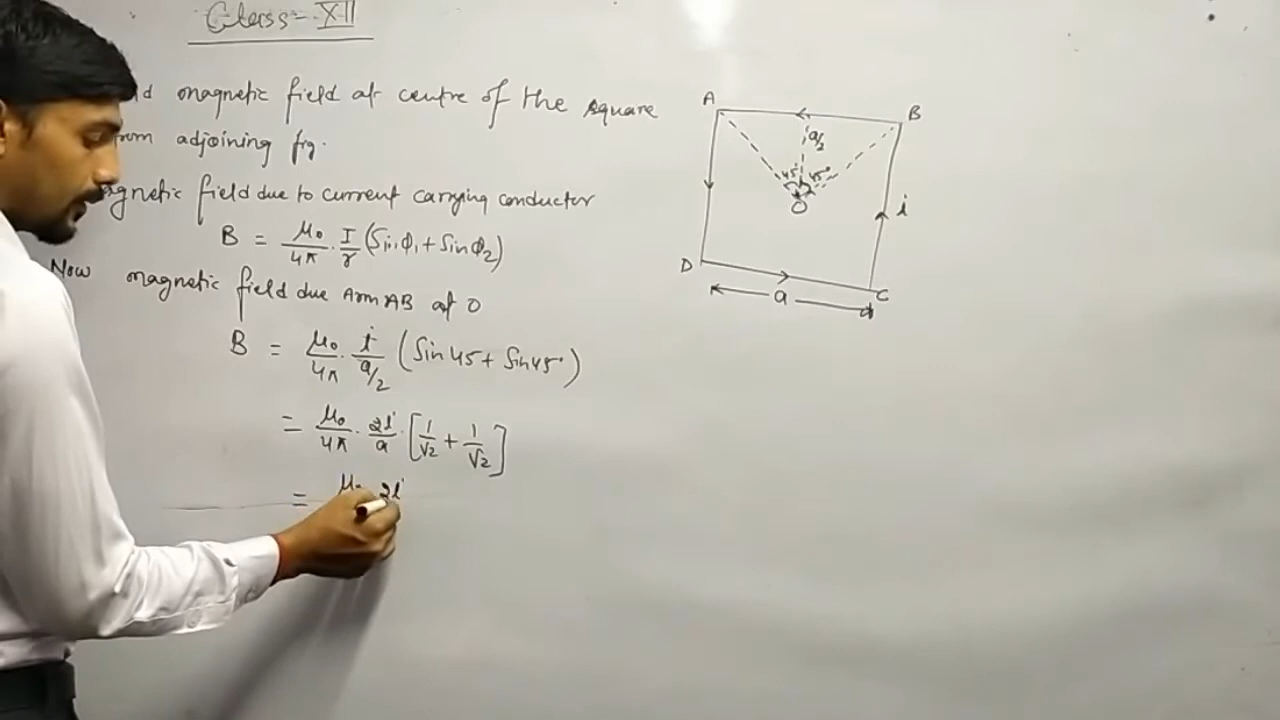 Class - XII
magnetic field at centre of the square
adjoining fig.
field due to current carrying conductor
B = μ₀/4π · I/r (Sin φ₁ + Sin φ₂)
Now magnetic field due Arm AB at O
B = μ₀/4π · i/a/2 (Sin 45 + Sin 45°)
= μ₀/4π · 2i/a · [1/√2 + 1/√2]
= μ₀ 2i
A
B
a/2
45°
45°
O
i
D
C
a